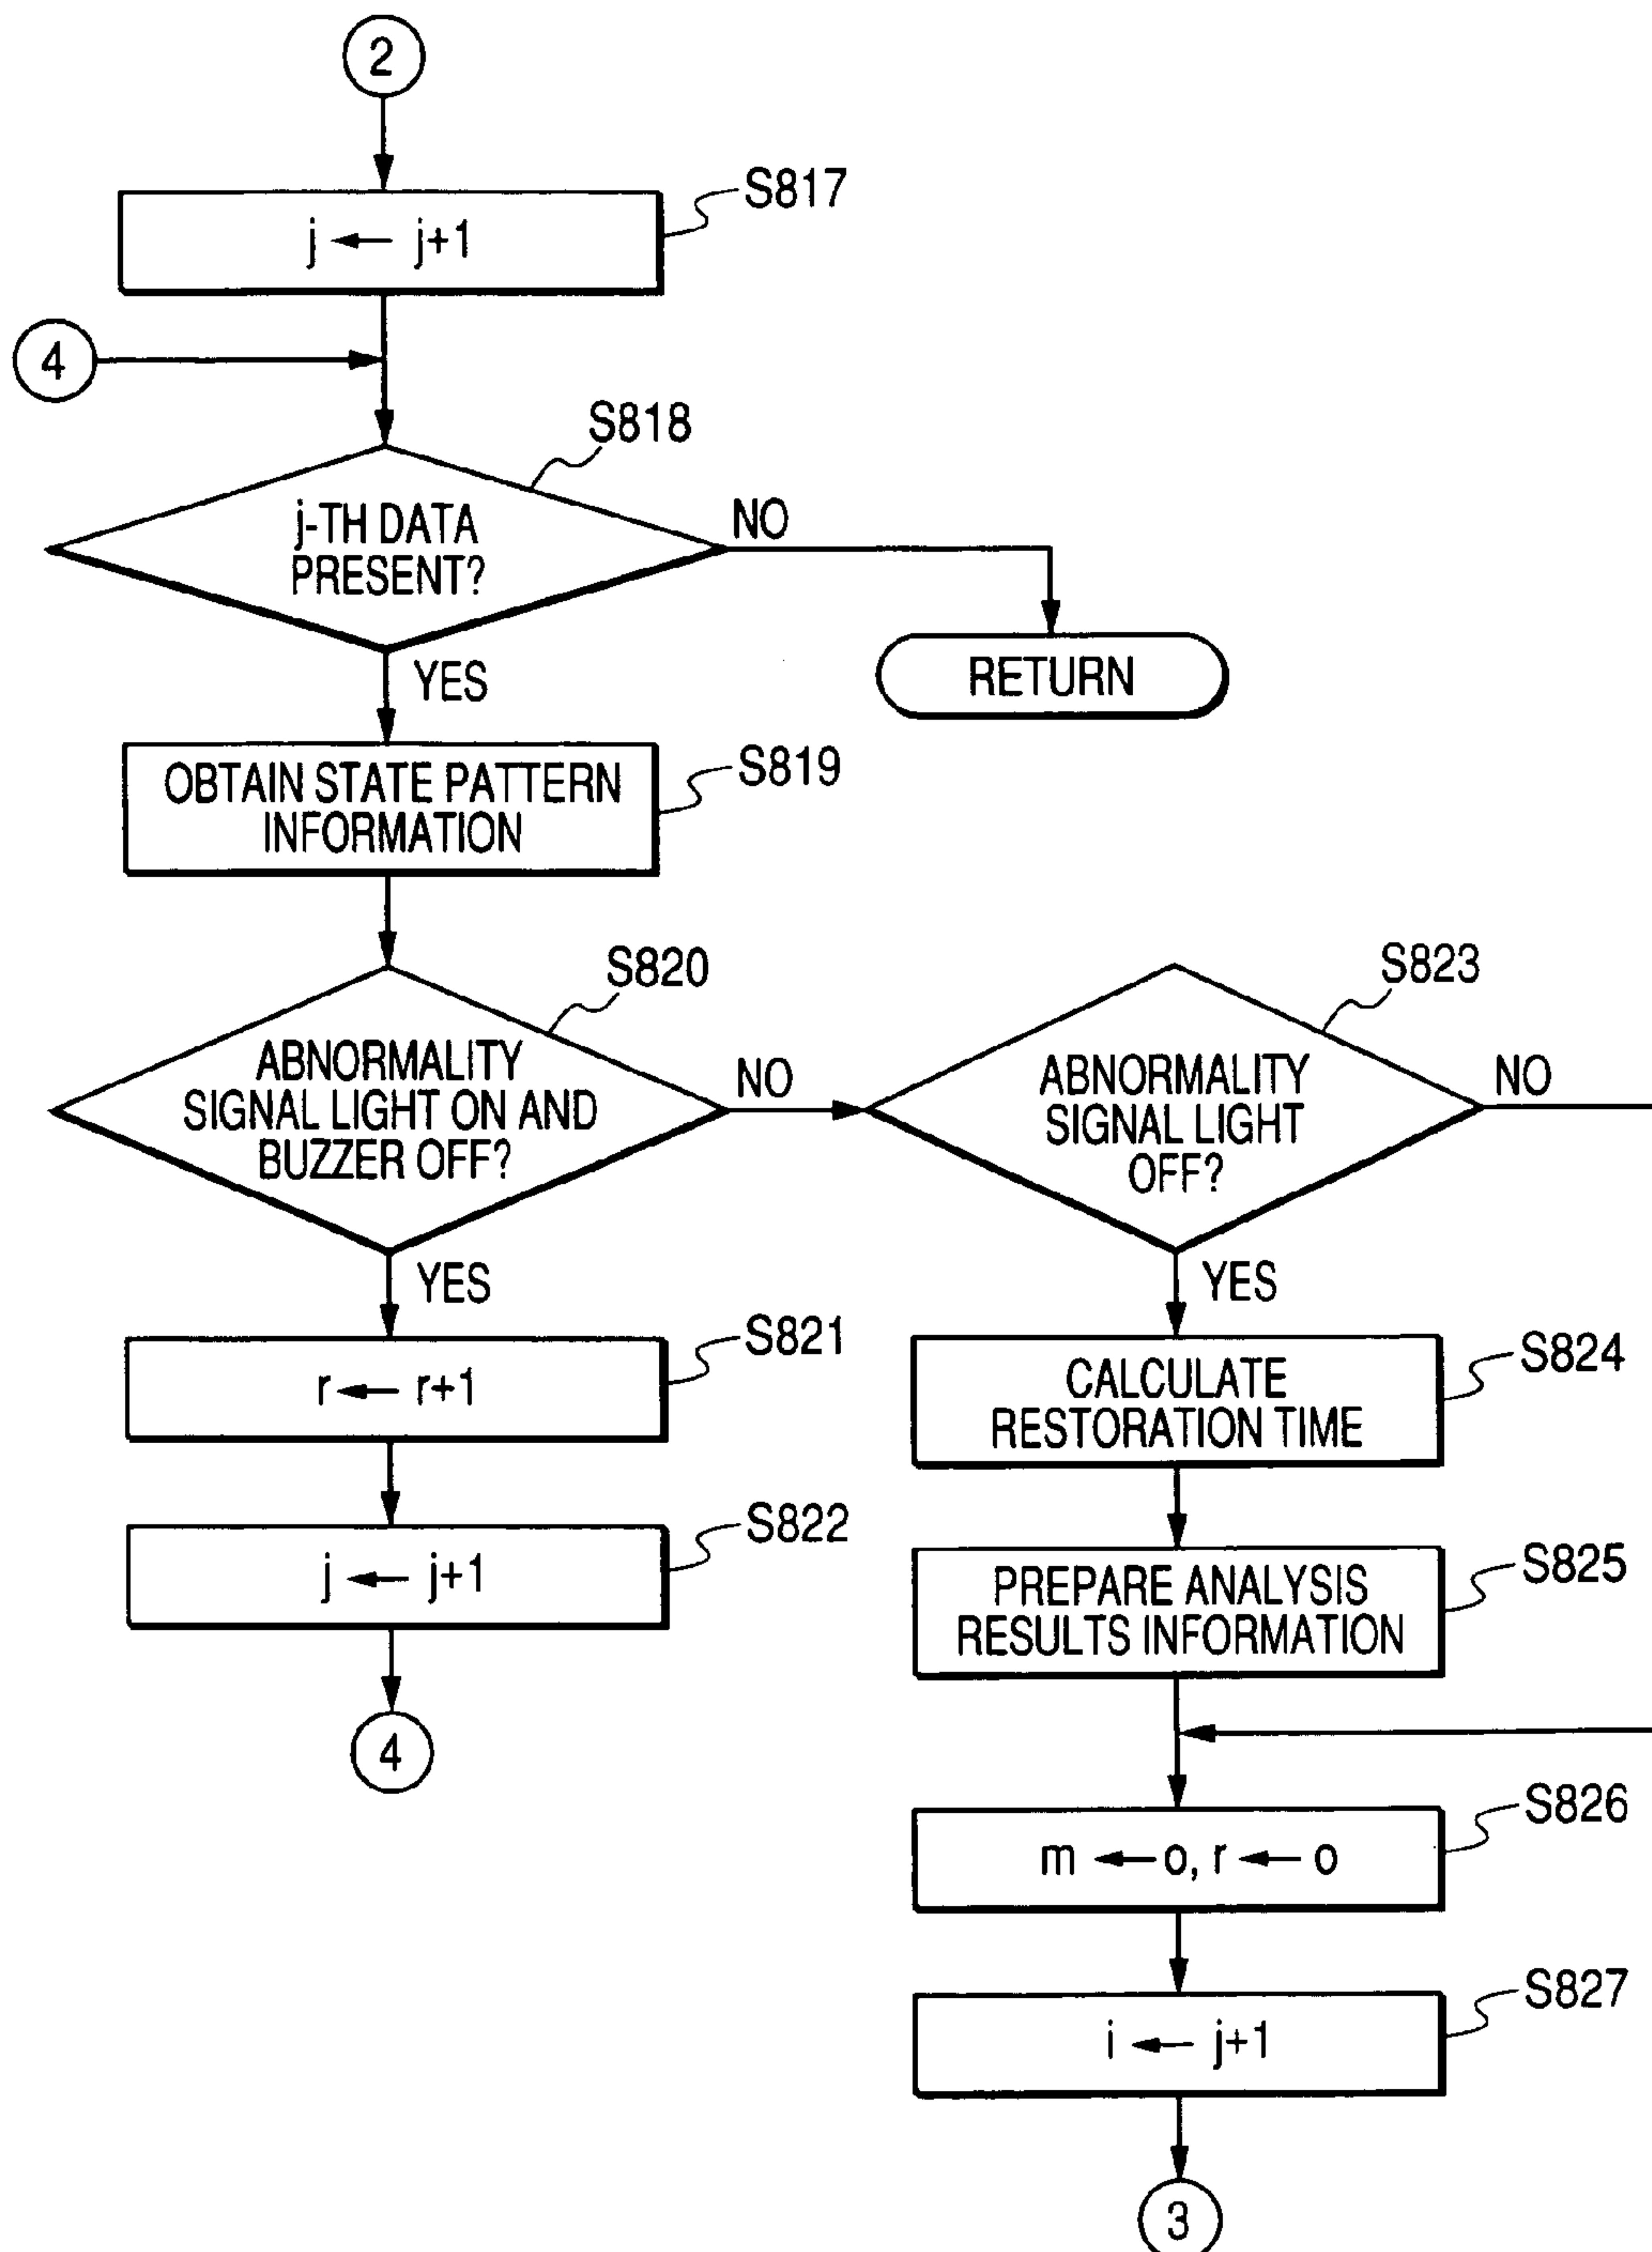 2
S817
j ← j+1
4
S818
j-TH DATA
PRESENT?
NO
YES
RETURN
S819
OBTAIN STATE PATTERN
INFORMATION
S820
ABNORMALITY
SIGNAL LIGHT ON AND
BUZZER OFF?
NO
YES
S823
ABNORMALITY
SIGNAL LIGHT
OFF?
NO
YES
S821
r ← r+1
S822
j ← j+1
4
S824
CALCULATE
RESTORATION TIME
S825
PREPARE ANALYSIS
RESULTS INFORMATION
S826
m ← o, r ← o
S827
i ← j+1
3